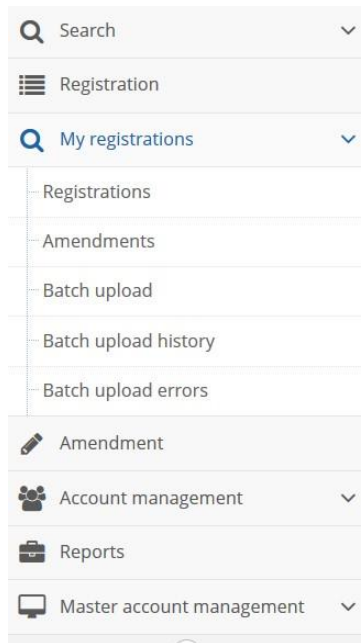 Search
Registration
My registrations
Registrations
Amendments
Batch upload
Batch upload history
Batch upload errors
Amendment
Account management
Reports
Master account management